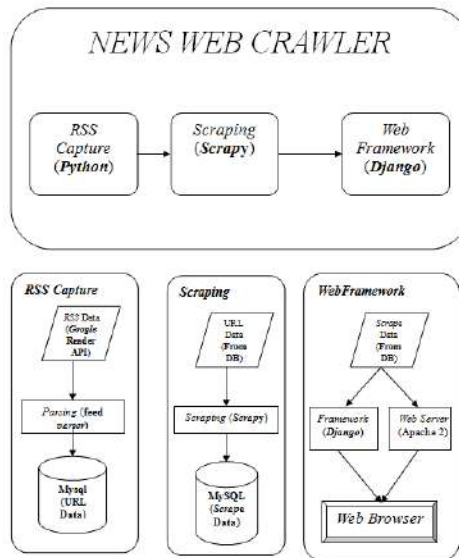 NEWS WEB CRAWLER
RSS
Capture
(Python)
Scraping
(Scrapy)
Web
Framework
(Django)
RSS Capture
RSS Data
(Google
Reader
API)
Parsing (feed
parser)
Mysql
(URL
Data)
Scraping
URL
Data
(From
DB)
Scraping (Scrapy)
MySQL
(Scrape
Data)
WebFramework
Scrape
Data
(From
DB)
Framework
(Django)
Web Server
(Apache 2)
Web Browser